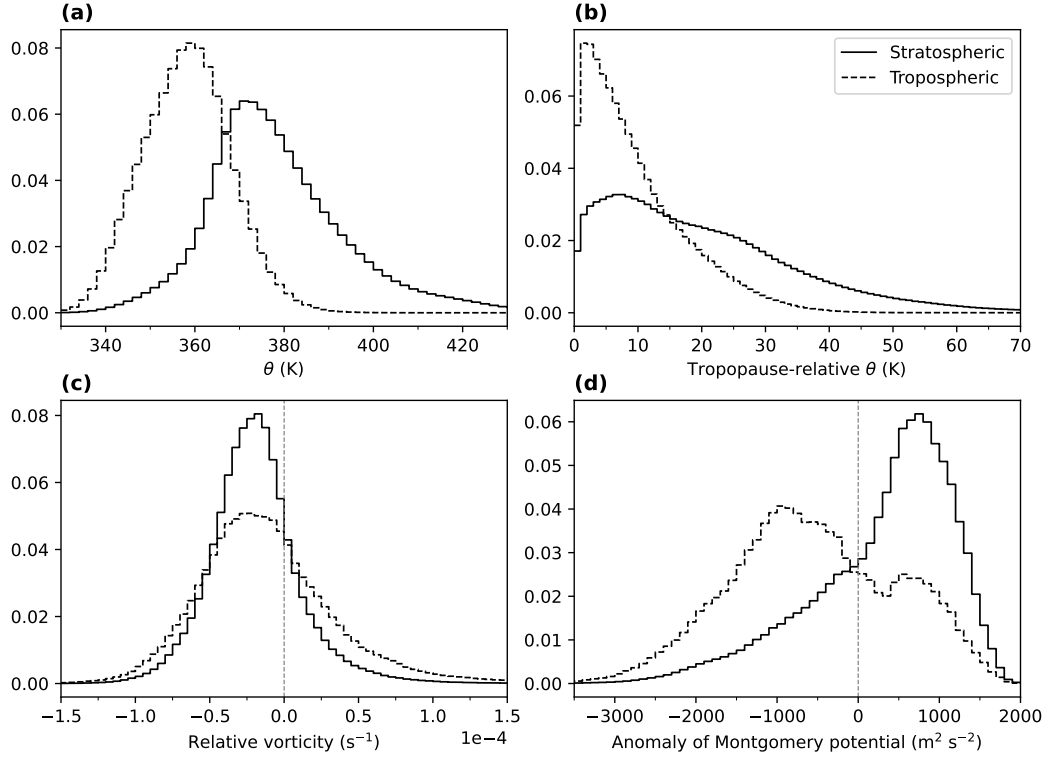 (a)
0.08
0.06
0.04
0.02
0.00
340 360 380 400 420
θ (K)
(b)
Stratospheric
Tropospheric
0.06
0.04
0.02
0.00
0 10 20 30 40 50 60 70
Tropopause-relative θ (K)
(c)
0.08
0.06
0.04
0.02
0.00
−1.5 −1.0 −0.5 0.0 0.5 1.0 1.5
1e−4
Relative vorticity (s⁻¹)
(d)
0.06
0.05
0.04
0.03
0.02
0.01
0.00
−3000 −2000 −1000 0 1000 2000
Anomaly of Montgomery potential (m² s⁻²)